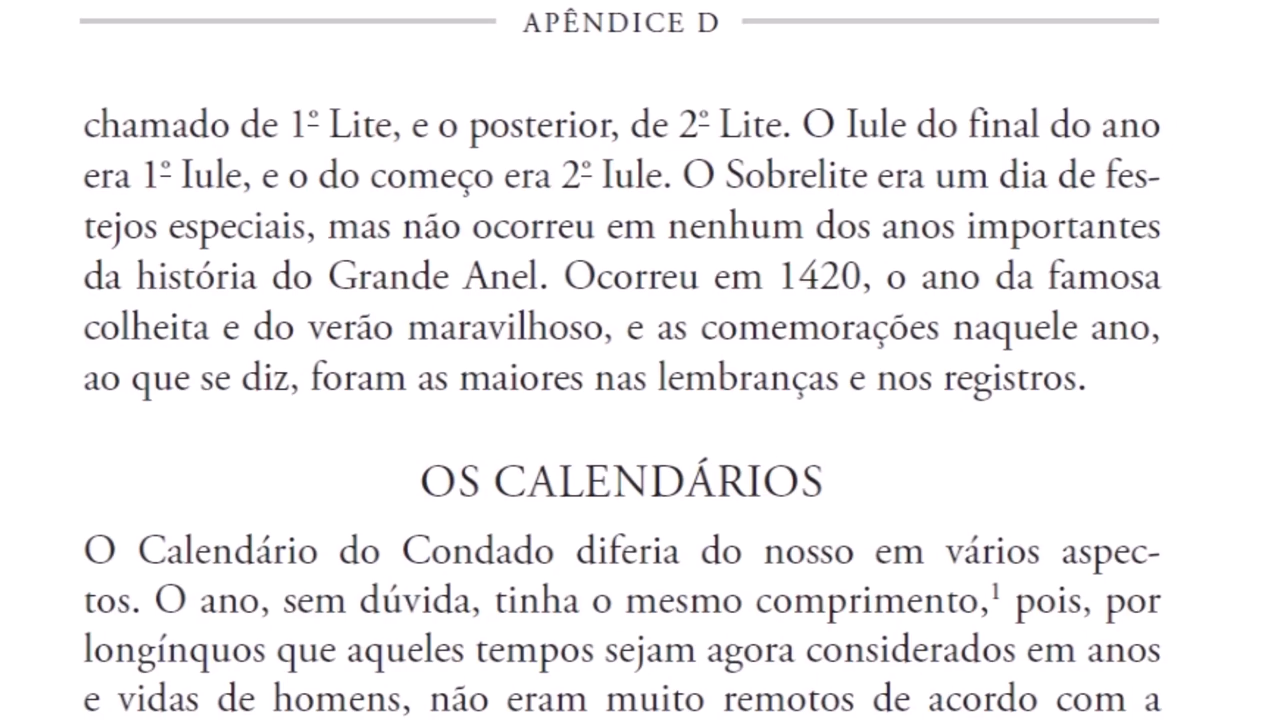 APÊNDICE D
chamado de 1º Lite, e o posterior, de 2º Lite. O Iule do final do ano
era 1º Iule, e o do começo era 2º Iule. O Sobrelite era um dia de fes-
tejos especiais, mas não ocorreu em nenhum dos anos importantes
da história do Grande Anel. Ocorreu em 1420, o ano da famosa
colheita e do verão maravilhoso, e as comemorações naquele ano,
ao que se diz, foram as maiores nas lembranças e nos registros.
OS CALENDÁRIOS
O Calendário do Condado diferia do nosso em vários aspec-
tos. O ano, sem dúvida, tinha o mesmo comprimento,¹ pois, por
longínquos que aqueles tempos sejam agora considerados em anos
e vidas de homens, não eram muito remotos de acordo com a